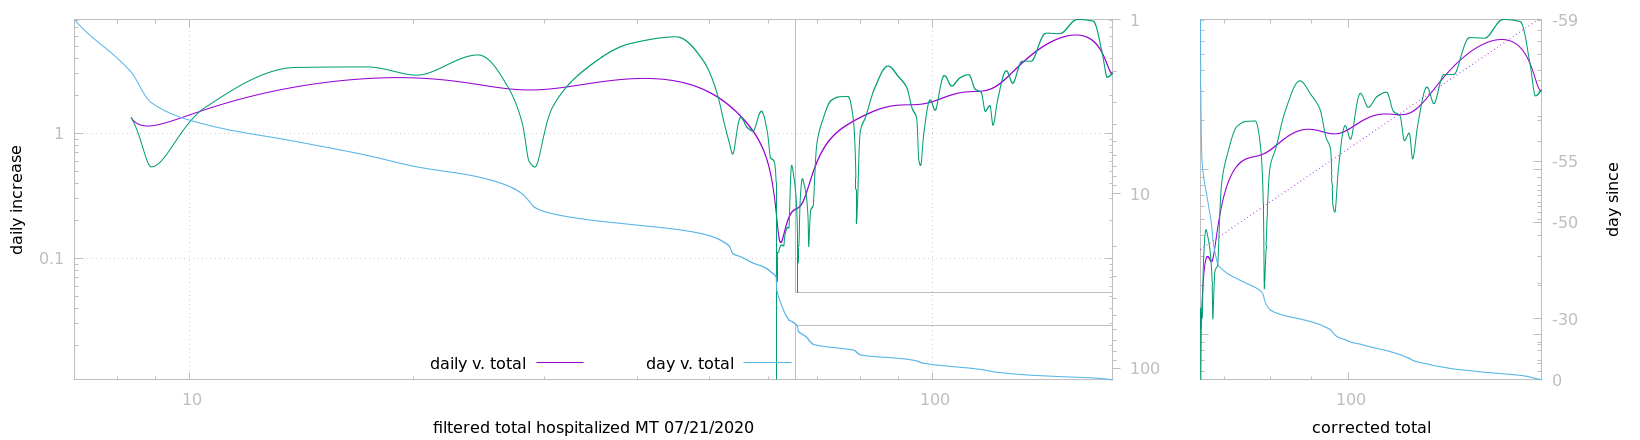 1
-59
1
10
-55
-50
0.1
-30
daily v. total
day v. total
100
0
10
100
100
filtered total hospitalized MT 07/21/2020
corrected total
daily increase
day since